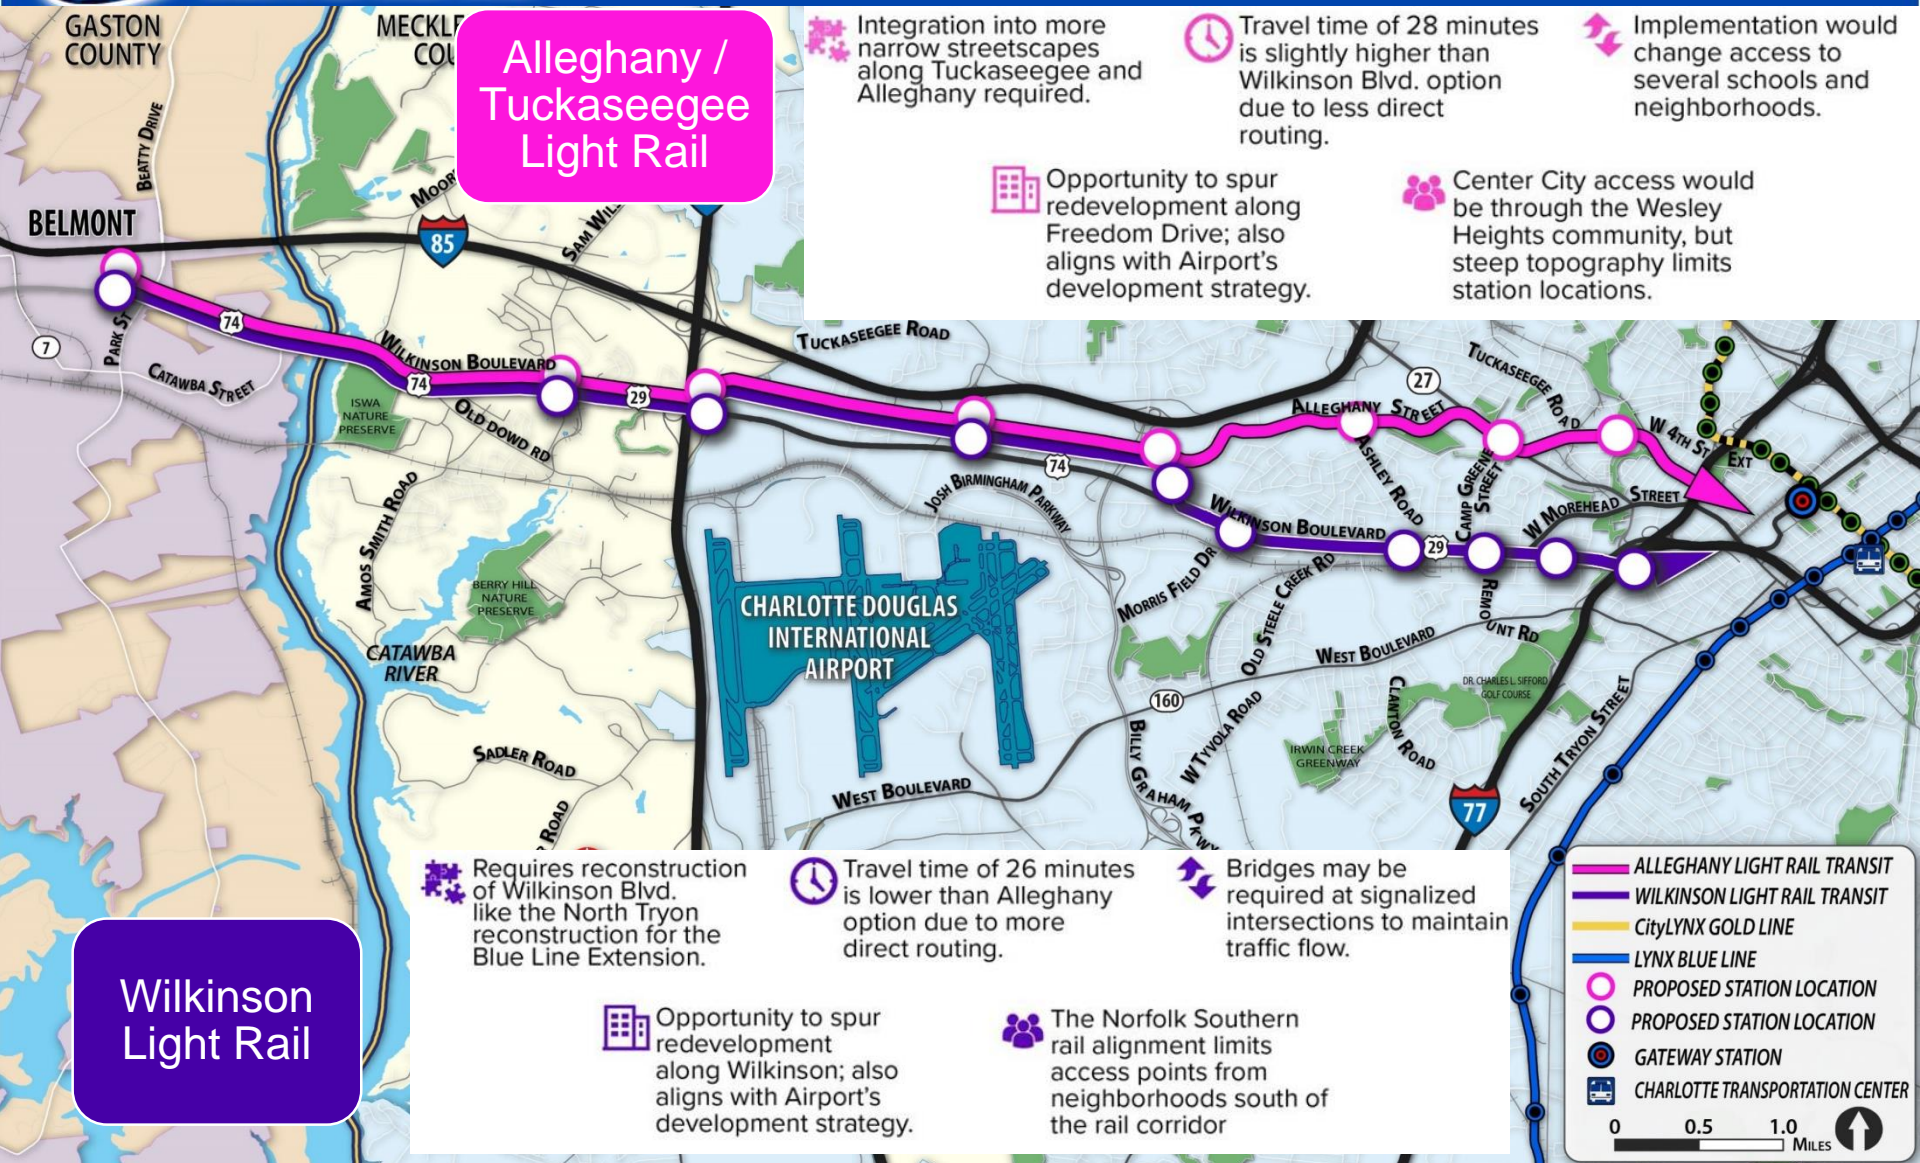 GASTON
COUNTY
Alleghany /
Tuckaseegee
Light Rail
Integration into more
narrow streetscapes
along Tuckaseegee and
Alleghany required.
Travel time of 28 minutes
is slightly higher than
Wilkinson Blvd. option
due to less direct
routing.
Implementation would
change access to
several schools and
neighborhoods.
Opportunity to spur
redevelopment along
Freedom Drive; also
aligns with Airport's
development strategy.
Center City access would
be through the Wesley
Heights community, but
steep topography limits
station locations.
BEATTY DRIVE
BELMONT
85
74
7
PARK ST
CATAWBA STREET
WILKINSON BOULEVARD
74
29
ISWA
NATURE
PRESERVE
OLD DOWD RD
TUCKASEEGEE ROAD
74
JOSH BIRMINGHAM PARKWAY
27
TUCKASEEGEE ROAD
ALLEGHANY STREET
ASHLEY ROAD
CAMP GREENE
STREET
W 4TH ST
EXT
W MOREHEAD STREET
WILKINSON BOULEVARD
29
MORRIS FIELD DR
OLD STEELE CREEK RD
REMOUNT RD
WEST BOULEVARD
AMOS SMITH ROAD
BERRY HILL
NATURE
PRESERVE
CATAWBA
RIVER
CHARLOTTE DOUGLAS
INTERNATIONAL
AIRPORT
160
DR. CHARLES L. SIFFORD
GOLF COURSE
CLANTON ROAD
SOUTH TRYON STREET
W TYVOLA ROAD
BILLY GRAHAM PKWY
IRWIN CREEK
GREENWAY
SADLER ROAD
WEST BOULEVARD
77
ROAD
Requires reconstruction
of Wilkinson Blvd.
like the North Tryon
reconstruction for the
Blue Line Extension.
Travel time of 26 minutes
is lower than Alleghany
option due to more
direct routing.
Bridges may be
required at signalized
intersections to maintain
traffic flow.
Wilkinson
Light Rail
Opportunity to spur
redevelopment
along Wilkinson; also
aligns with Airport's
development strategy.
The Norfolk Southern
rail alignment limits
access points from
neighborhoods south of
the rail corridor
ALLEGHANY LIGHT RAIL TRANSIT
WILKINSON LIGHT RAIL TRANSIT
CityLYNX GOLD LINE
LYNX BLUE LINE
PROPOSED STATION LOCATION
PROPOSED STATION LOCATION
GATEWAY STATION
CHARLOTTE TRANSPORTATION CENTER
0 0.5 1.0
MILES